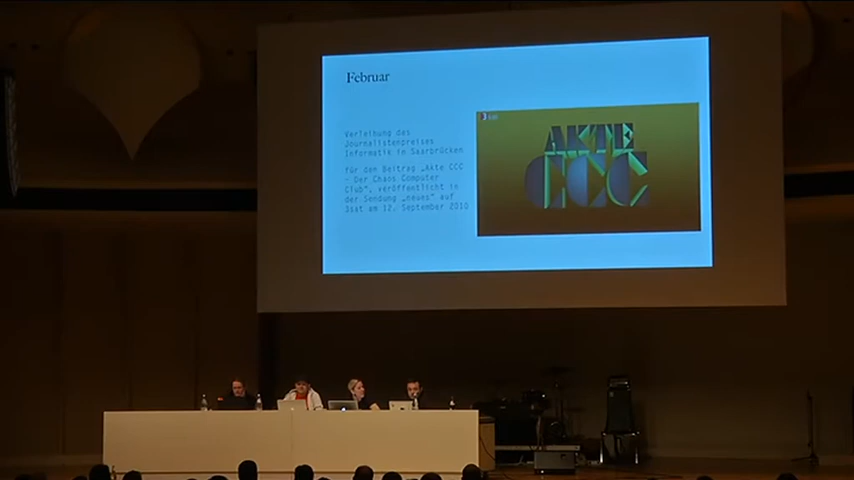 Februar
Verleihung des
Journalistenpreises
Informatik in Saarbrücken
für den Beitrag „Akte CCC
- Der Chaos Computer
Club“, veröffentlicht in
der Sendung „neues“ auf
3sat am 12. September 2010
AKTE
CCC